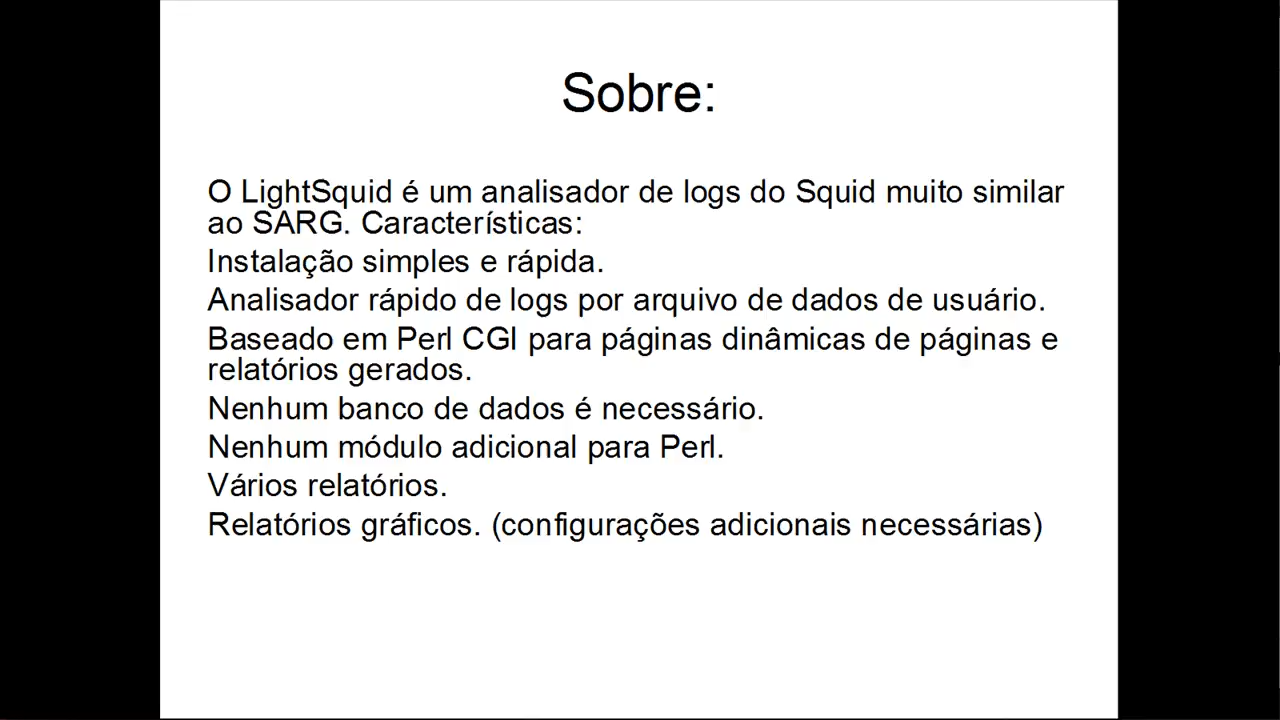 Sobre:
O LightSquid é um analisador de logs do Squid muito similar
ao SARG. Características:
Instalação simples e rápida.
Analisador rápido de logs por arquivo de dados de usuário.
Baseado em Perl CGI para páginas dinâmicas de páginas e
relatórios gerados.
Nenhum banco de dados é necessário.
Nenhum módulo adicional para Perl.
Vários relatórios.
Relatórios gráficos. (configurações adicionais necessárias)